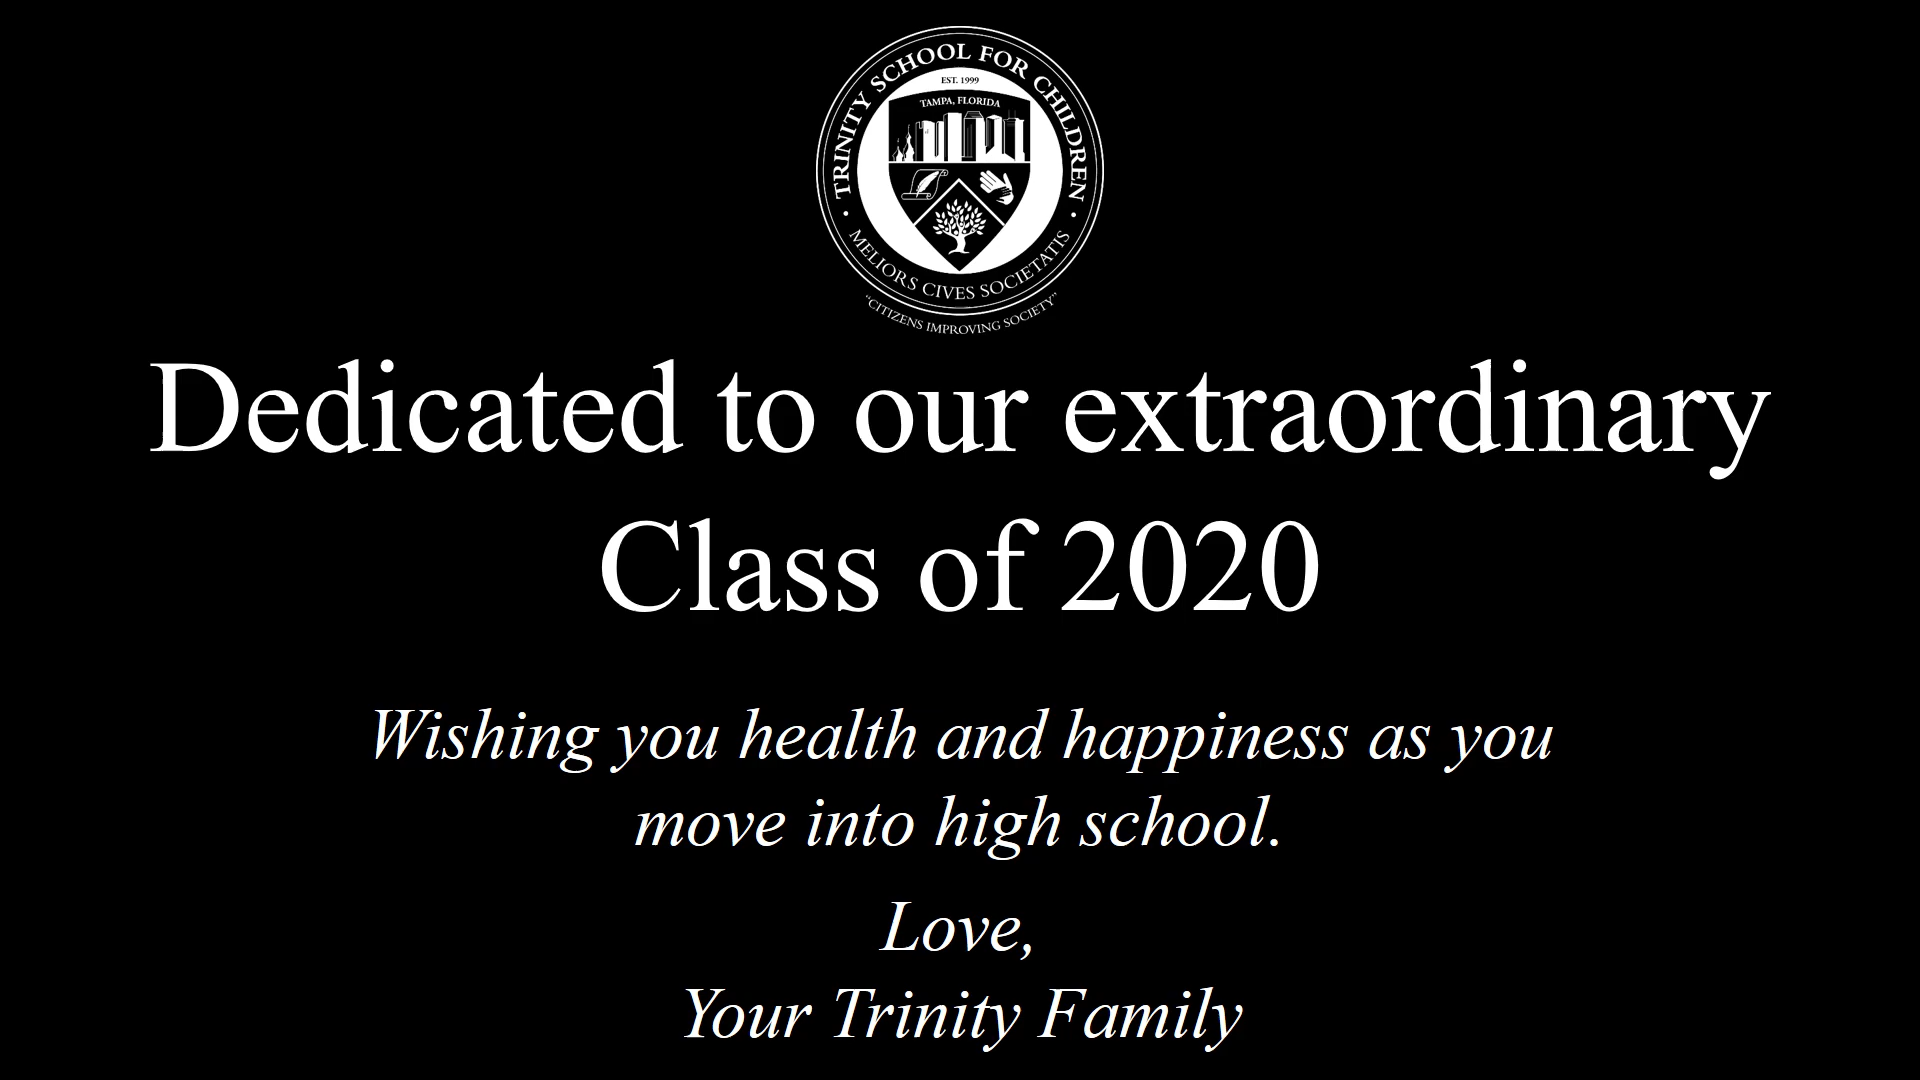 TRINITY SCHOOL FOR CHILDREN
EST. 1999
TAMPA, FLORIDA
· MELIORS CIVES SOCIETATIS ·
"CITIZENS IMPROVING SOCIETY"
Dedicated to our extraordinary
Class of 2020
Wishing you health and happiness as you
move into high school.
Love,
Your Trinity Family